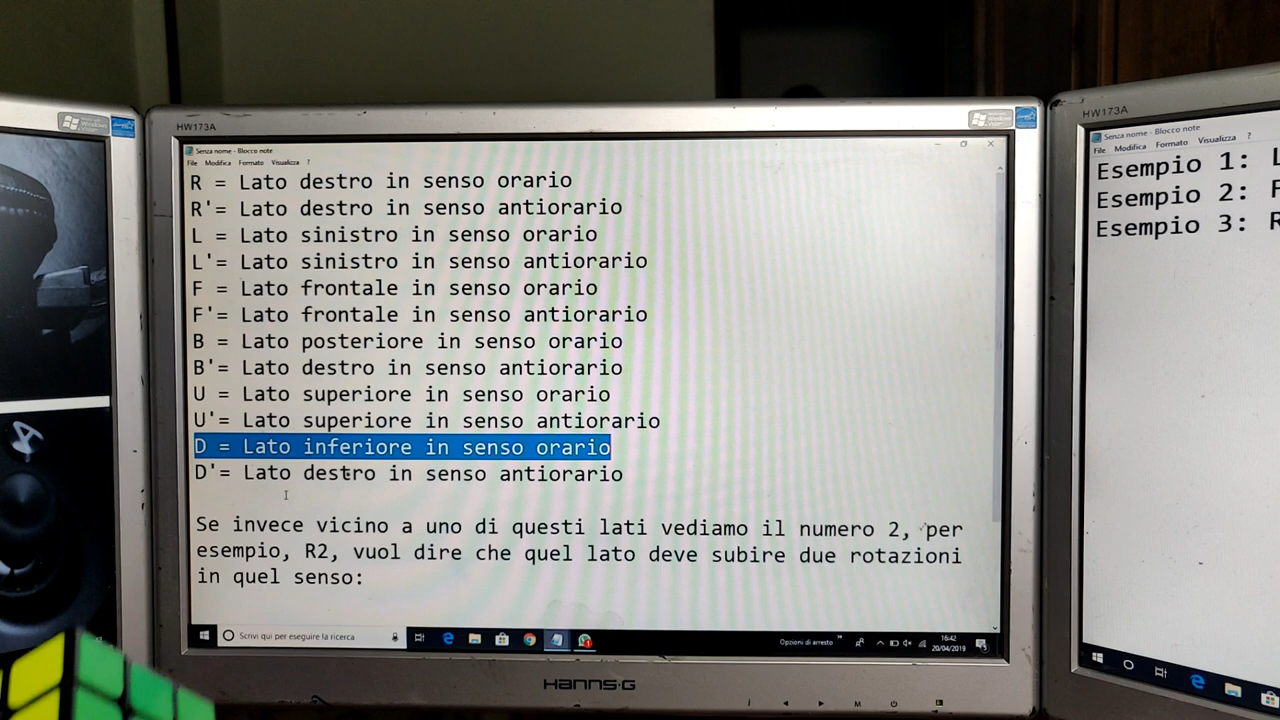 HW173A
Senza nome - Blocco note
File Modifica Formato Visualizza ?
R = Lato destro in senso orario
R'= Lato destro in senso antiorario
L = Lato sinistro in senso orario
L'= Lato sinistro in senso antiorario
F = Lato frontale in senso orario
F'= Lato frontale in senso antiorario
B = Lato posteriore in senso orario
B'= Lato destro in senso antiorario
U = Lato superiore in senso orario
U'= Lato superiore in senso antiorario
D = Lato inferiore in senso orario
D'= Lato destro in senso antiorario
Se invece vicino a uno di questi lati vediamo il numero 2, per
esempio, R2, vuol dire che quel lato deve subire due rotazioni
in quel senso:
Scrivi qui per eseguire la ricerca
Opzioni di arresto
16:42
20/04/2019
HANNS·G
HW173A
Senza nome - Blocco note
File Modifica Formato Visualizza ?
Esempio 1: L
Esempio 2: F
Esempio 3: R